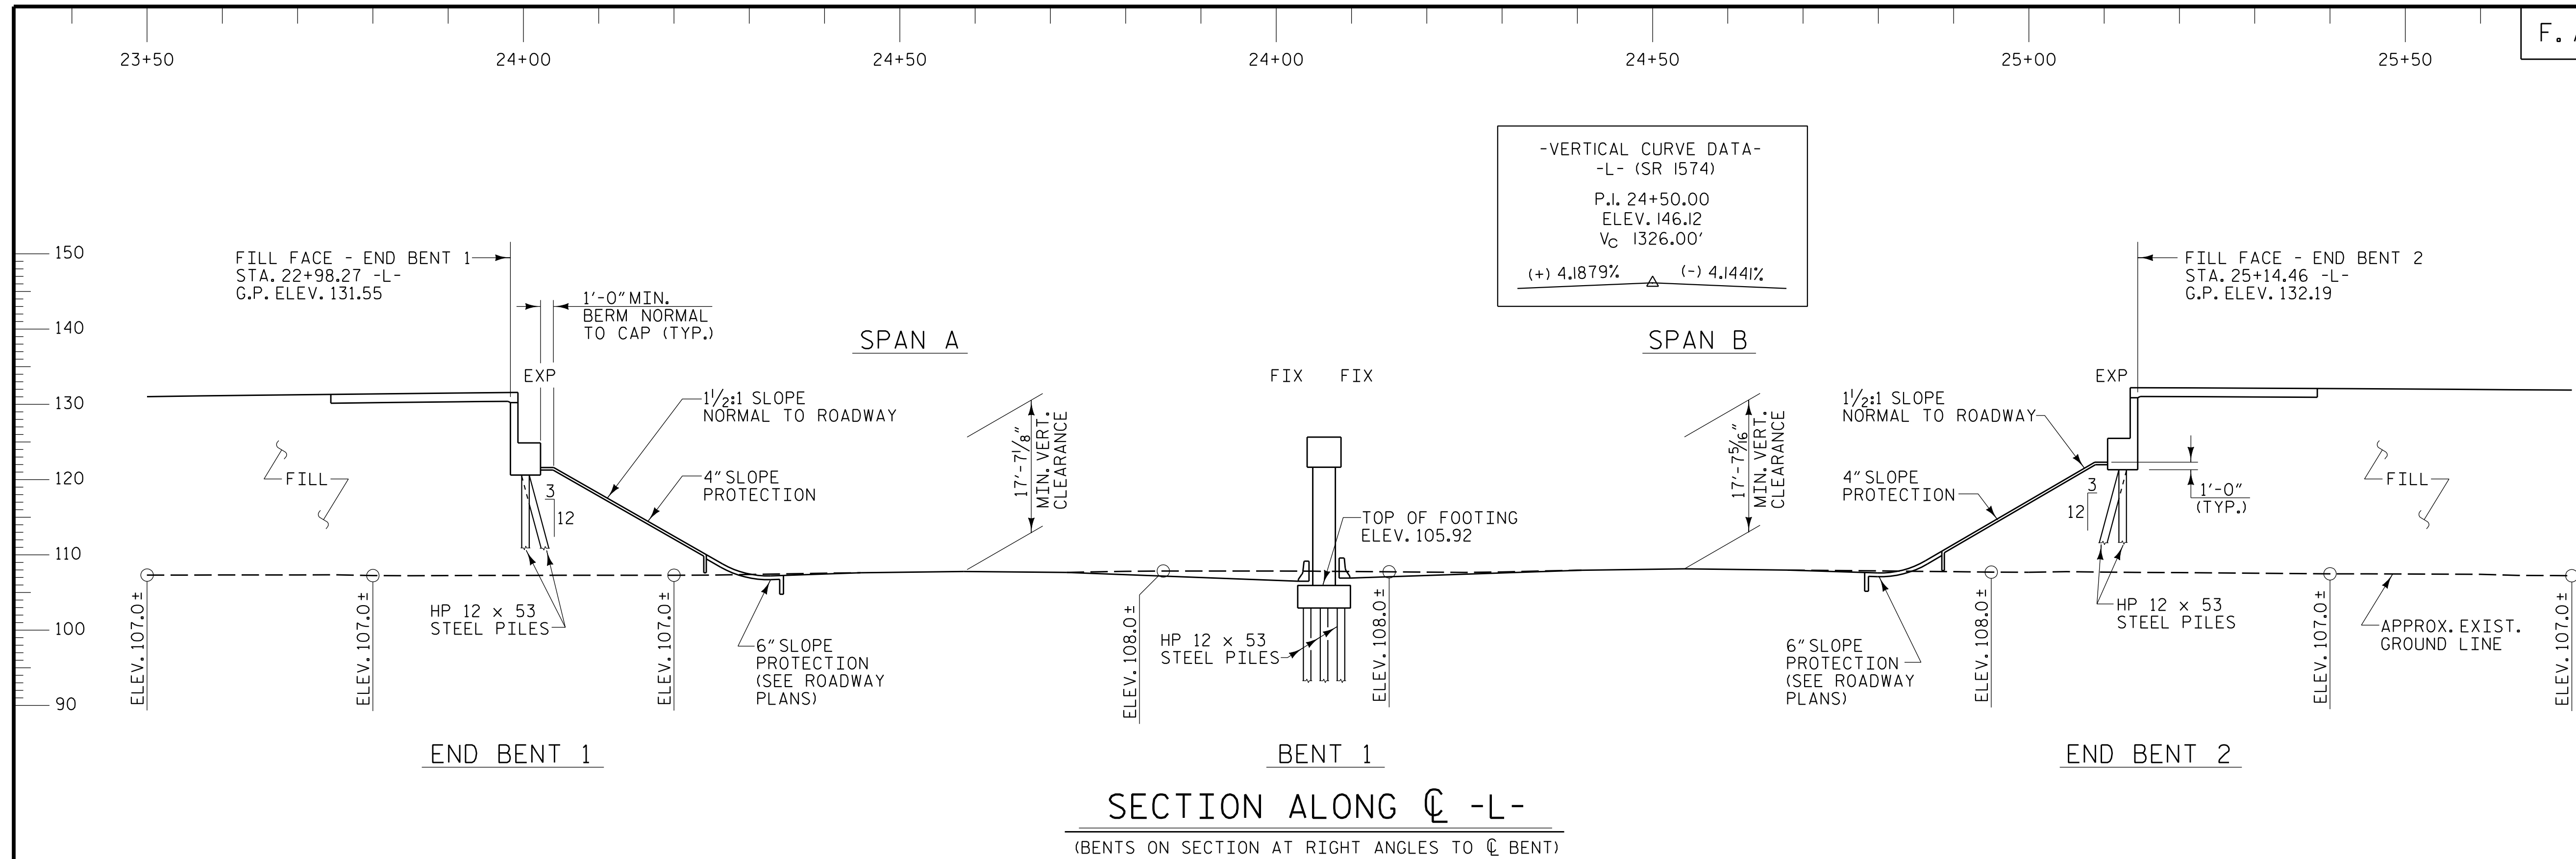 F. A
23+50
24+00
24+50
24+00
24+50
25+00
25+50
-VERTICAL CURVE DATA-
-L- (SR 1574)
P.I. 24+50.00
ELEV. 146.12
VC 1326.00'
(+) 4.1879%
(-) 4.1441%
150
140
130
120
110
100
90
FILL FACE - END BENT 1
STA. 22+98.27 -L-
G.P. ELEV. 131.55
1'-0" MIN.
BERM NORMAL
TO CAP (TYP.)
SPAN A
SPAN B
FILL FACE - END BENT 2
STA. 25+14.46 -L-
G.P. ELEV. 132.19
EXP
FIX
FIX
EXP
1½:1 SLOPE
NORMAL TO ROADWAY
4" SLOPE
PROTECTION
FILL
3
12
17'-7⅛"
MIN. VERT.
CLEARANCE
TOP OF FOOTING
ELEV. 105.92
17'-7 5/16"
MIN. VERT.
CLEARANCE
1½:1 SLOPE
NORMAL TO ROADWAY
4" SLOPE
PROTECTION
3
12
1'-0"
(TYP.)
FILL
ELEV. 107.0±
ELEV. 107.0±
HP 12 x 53
STEEL PILES
ELEV. 107.0±
6" SLOPE
PROTECTION
(SEE ROADWAY
PLANS)
ELEV. 108.0±
HP 12 x 53
STEEL PILES
ELEV. 108.0±
6" SLOPE
PROTECTION
(SEE ROADWAY
PLANS)
ELEV. 108.0±
HP 12 x 53
STEEL PILES
ELEV. 107.0±
APPROX. EXIST.
GROUND LINE
ELEV. 107.0±
END BENT 1
BENT 1
END BENT 2
SECTION ALONG ℄ -L-
(BENTS ON SECTION AT RIGHT ANGLES TO ℄ BENT)